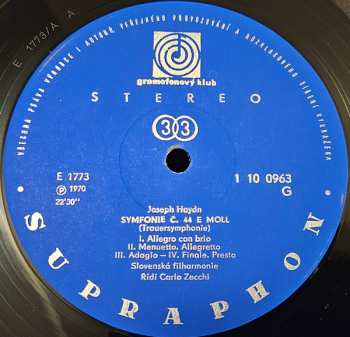 E 1773/A A
VŠECHNA PRÁVA VÝROBCE I AUTORŮ, VEŘEJNÉHO PROVOZOVÁNÍ A ROZHLASOVÉHO ŠÍŘENÍ VYHRAZENA
gramofonový klub
STEREO
33
E 1773
℗ 1970
22'30"
1 10 0963
G
Joseph Haydn
SYMFONIE Č. 44 E MOLL
(Trauersymphonie)
I. Allegro con brio
II. Menuetto. Allegretto
III. Adagio – IV. Finale. Presto
Slovenská filharmonie
Řídí Carlo Zecchi
SUPRAPHON